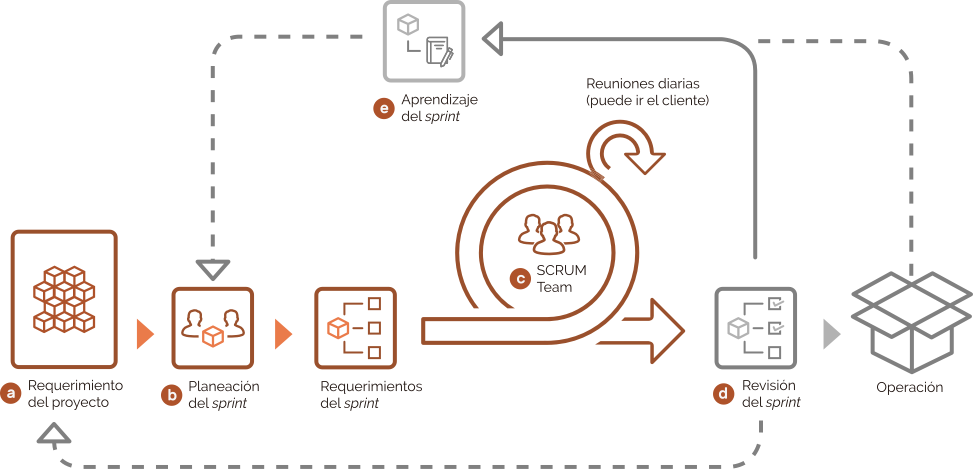 e Aprendizaje
del sprint
Reuniones diarias
(puede ir el cliente)
c SCRUM
Team
a Requerimiento
del proyecto
b Planeación
del sprint
Requerimientos
del sprint
d Revisión
del sprint
Operación